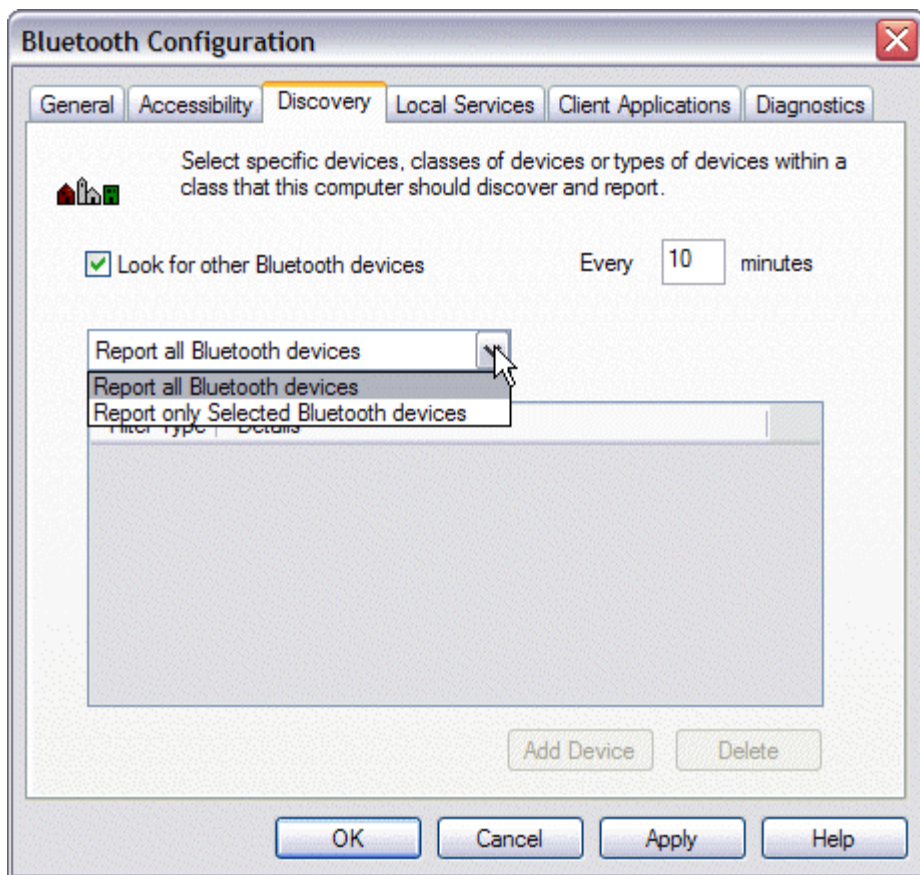 Bluetooth Configuration
General Accessibility Discovery Local Services Client Applications Diagnostics
Select specific devices, classes of devices or types of devices within a
class that this computer should discover and report.
Look for other Bluetooth devices Every 10 minutes
Report all Bluetooth devices
Report all Bluetooth devices
Report only Selected Bluetooth devices
Filter Type Details
Add Device Delete
OK Cancel Apply Help